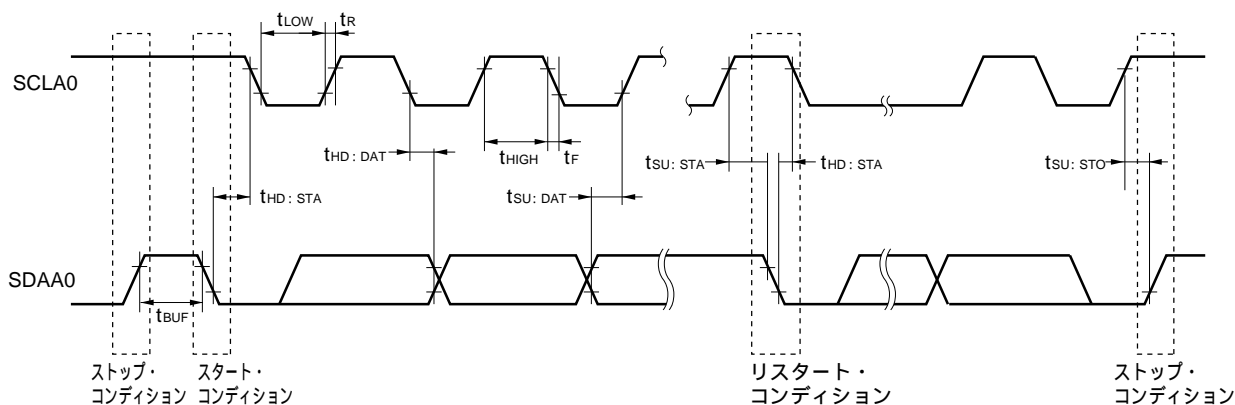 tLOW tR
SCLA0
tHD : DAT tHIGH tF tSU : STA tHD : STA tSU : STO
tHD : STA tSU : DAT
SDAA0
tBUF
ストップ・
コンディション
スタート・
コンディション
リスタート・
コンディション
ストップ・
コンディション